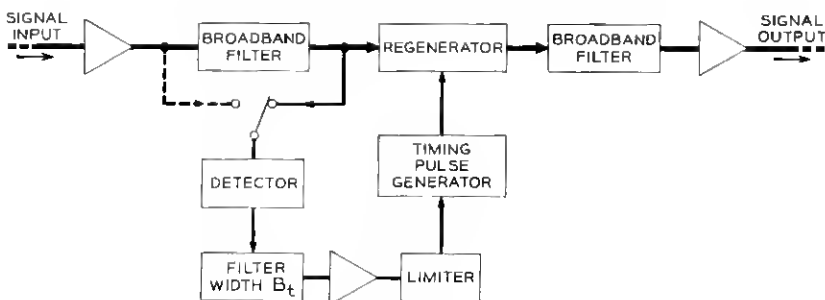 SIGNAL
INPUT
BROADBAND
FILTER
REGENERATOR
BROADBAND
FILTER
SIGNAL
OUTPUT
TIMING
PULSE
GENERATOR
DETECTOR
FILTER
WIDTH Bt
LIMITER